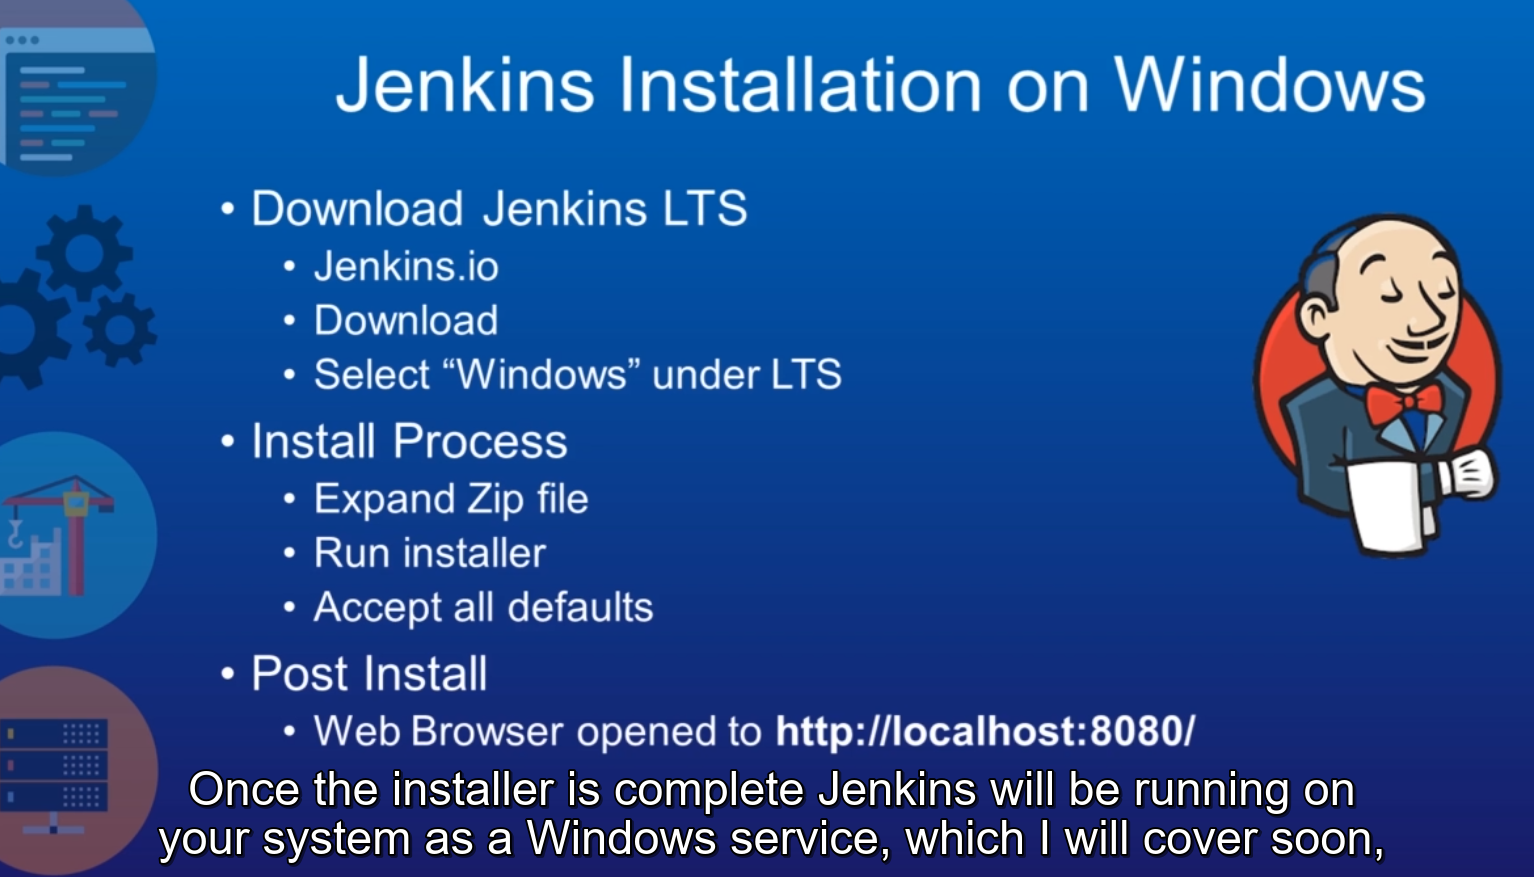 Jenkins Installation on Windows
• Download Jenkins LTS
• Jenkins.io
• Download
• Select “Windows” under LTS
• Install Process
• Expand Zip file
• Run installer
• Accept all defaults
• Post Install
• Web Browser opened to http://localhost:8080/
Once the installer is complete Jenkins will be running on
your system as a Windows service, which I will cover soon,